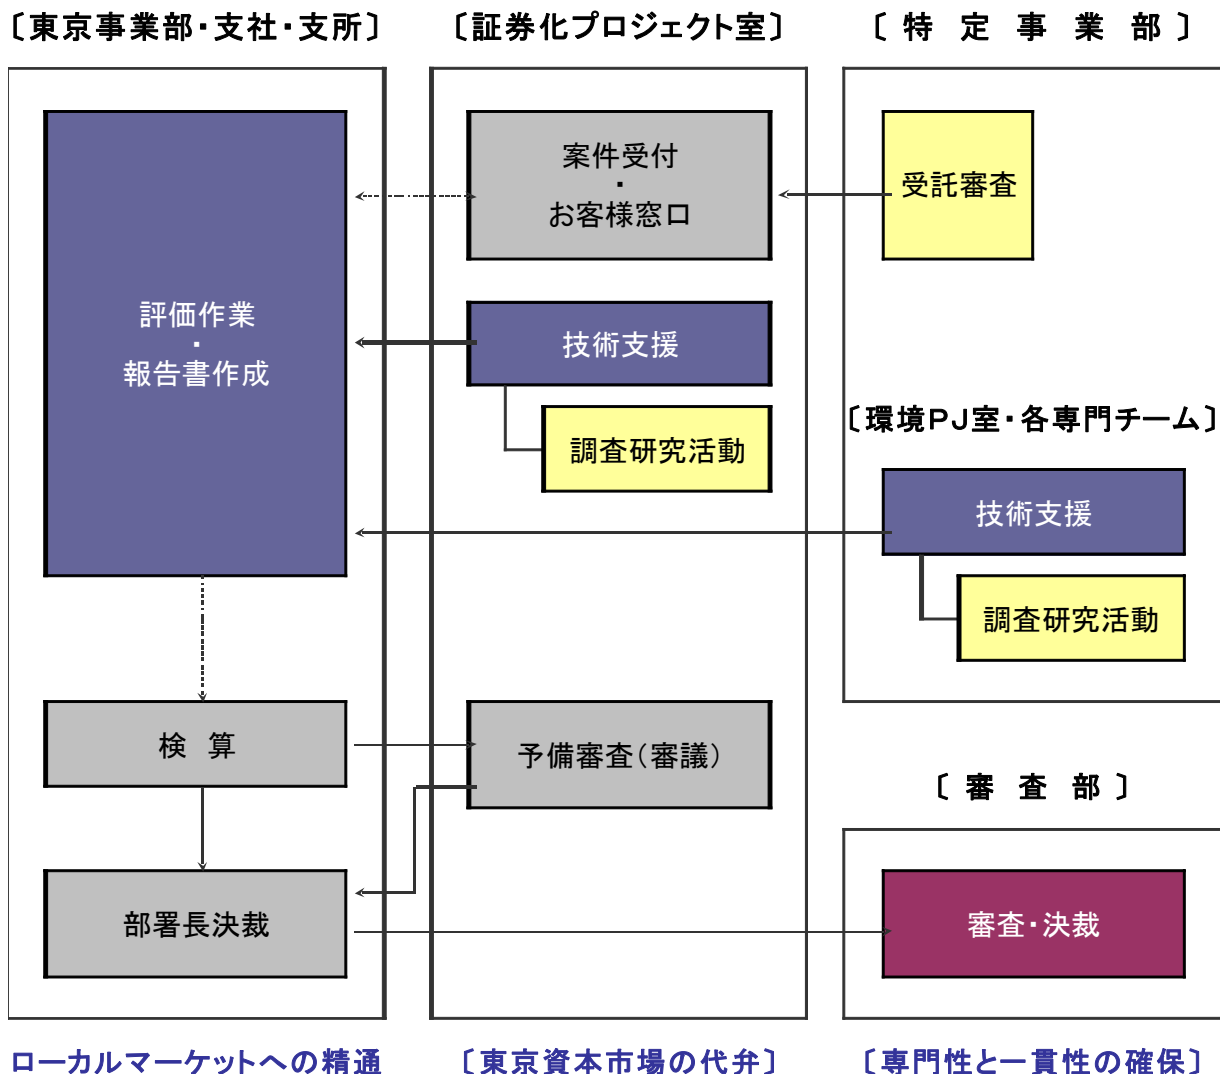 〔東京事業部・支社・支所〕
〔証券化プロジェクト室〕
〔 特 定 事 業 部 〕
案件受付
・
お客様窓口
受託審査
評価作業
・
報告書作成
技術支援
調査研究活動
〔環境ＰＪ室・各専門チーム〕
技術支援
調査研究活動
検 算
予備審査（審議）
〔 審 査 部 〕
部署長決裁
審査・決裁
ローカルマーケットへの精通
〔東京資本市場の代弁〕
〔専門性と一貫性の確保〕